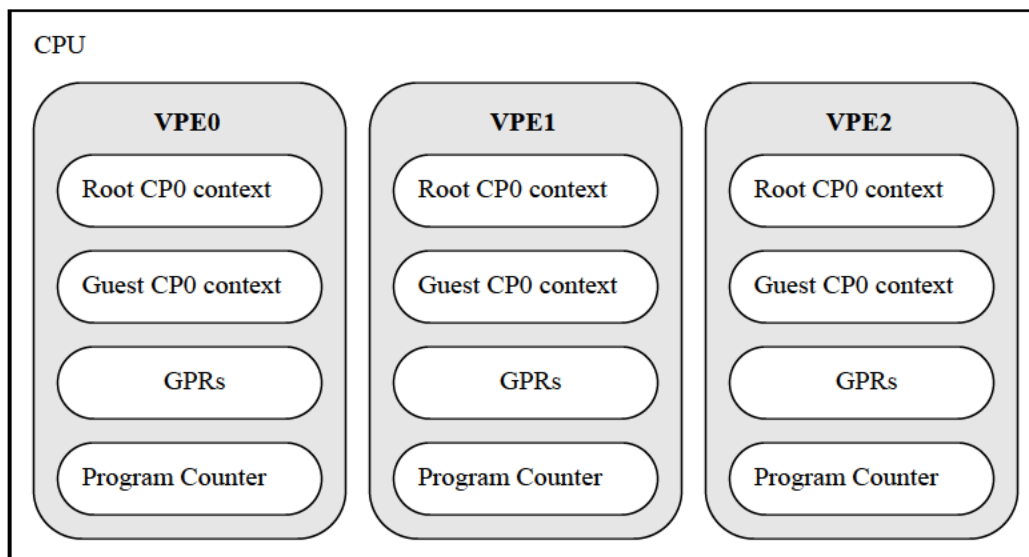 CPU
VPE0
Root CP0 context
Guest CP0 context
GPRs
Program Counter
VPE1
Root CP0 context
Guest CP0 context
GPRs
Program Counter
VPE2
Root CP0 context
Guest CP0 context
GPRs
Program Counter